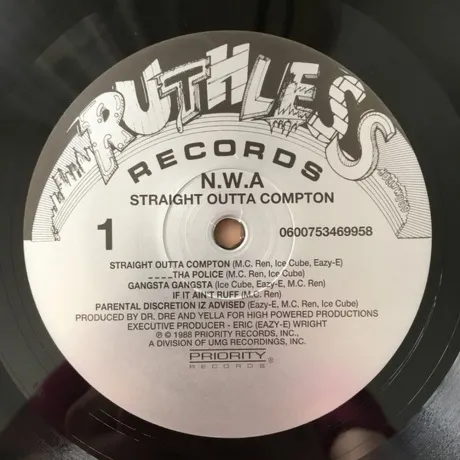 RUTHLESS
RECORDS
N.W.A
STRAIGHT OUTTA COMPTON
1
0600753469958
STRAIGHT OUTTA COMPTON (M.C. Ren, Ice Cube, Eazy-E)
_ _ _ _THA POLICE (M.C. Ren, Ice Cube)
GANGSTA GANGSTA (Ice Cube, Eazy-E, M.C. Ren)
IF IT AIN'T RUFF (M.C. Ren)
PARENTAL DISCRETION IZ ADVISED (Eazy-E, M.C. Ren, Ice Cube)
PRODUCED BY DR. DRE AND YELLA FOR HIGH POWERED PRODUCTIONS
EXECUTIVE PRODUCER - ERIC (EAZY-E) WRIGHT
℗ © 1988 PRIORITY RECORDS, INC.,
A DIVISION OF UMG RECORDINGS, INC.
PRIORITY
RECORDS®